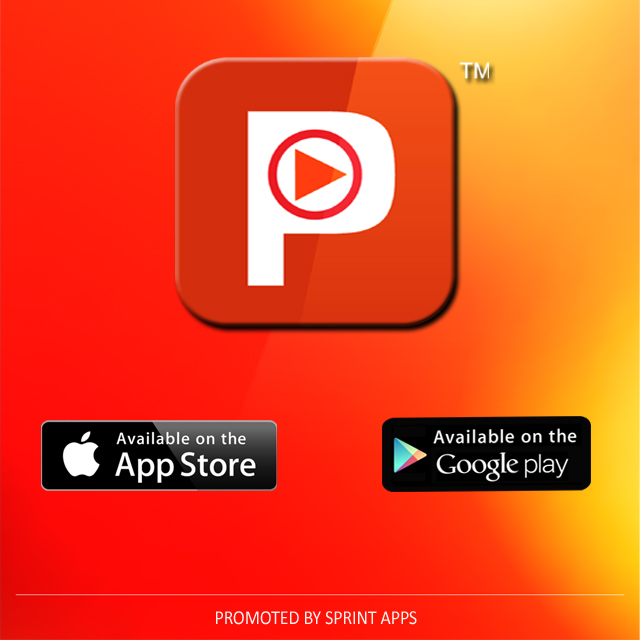 TM
P
Available on the
App Store
Available on the
Google play
PROMOTED BY SPRINT APPS